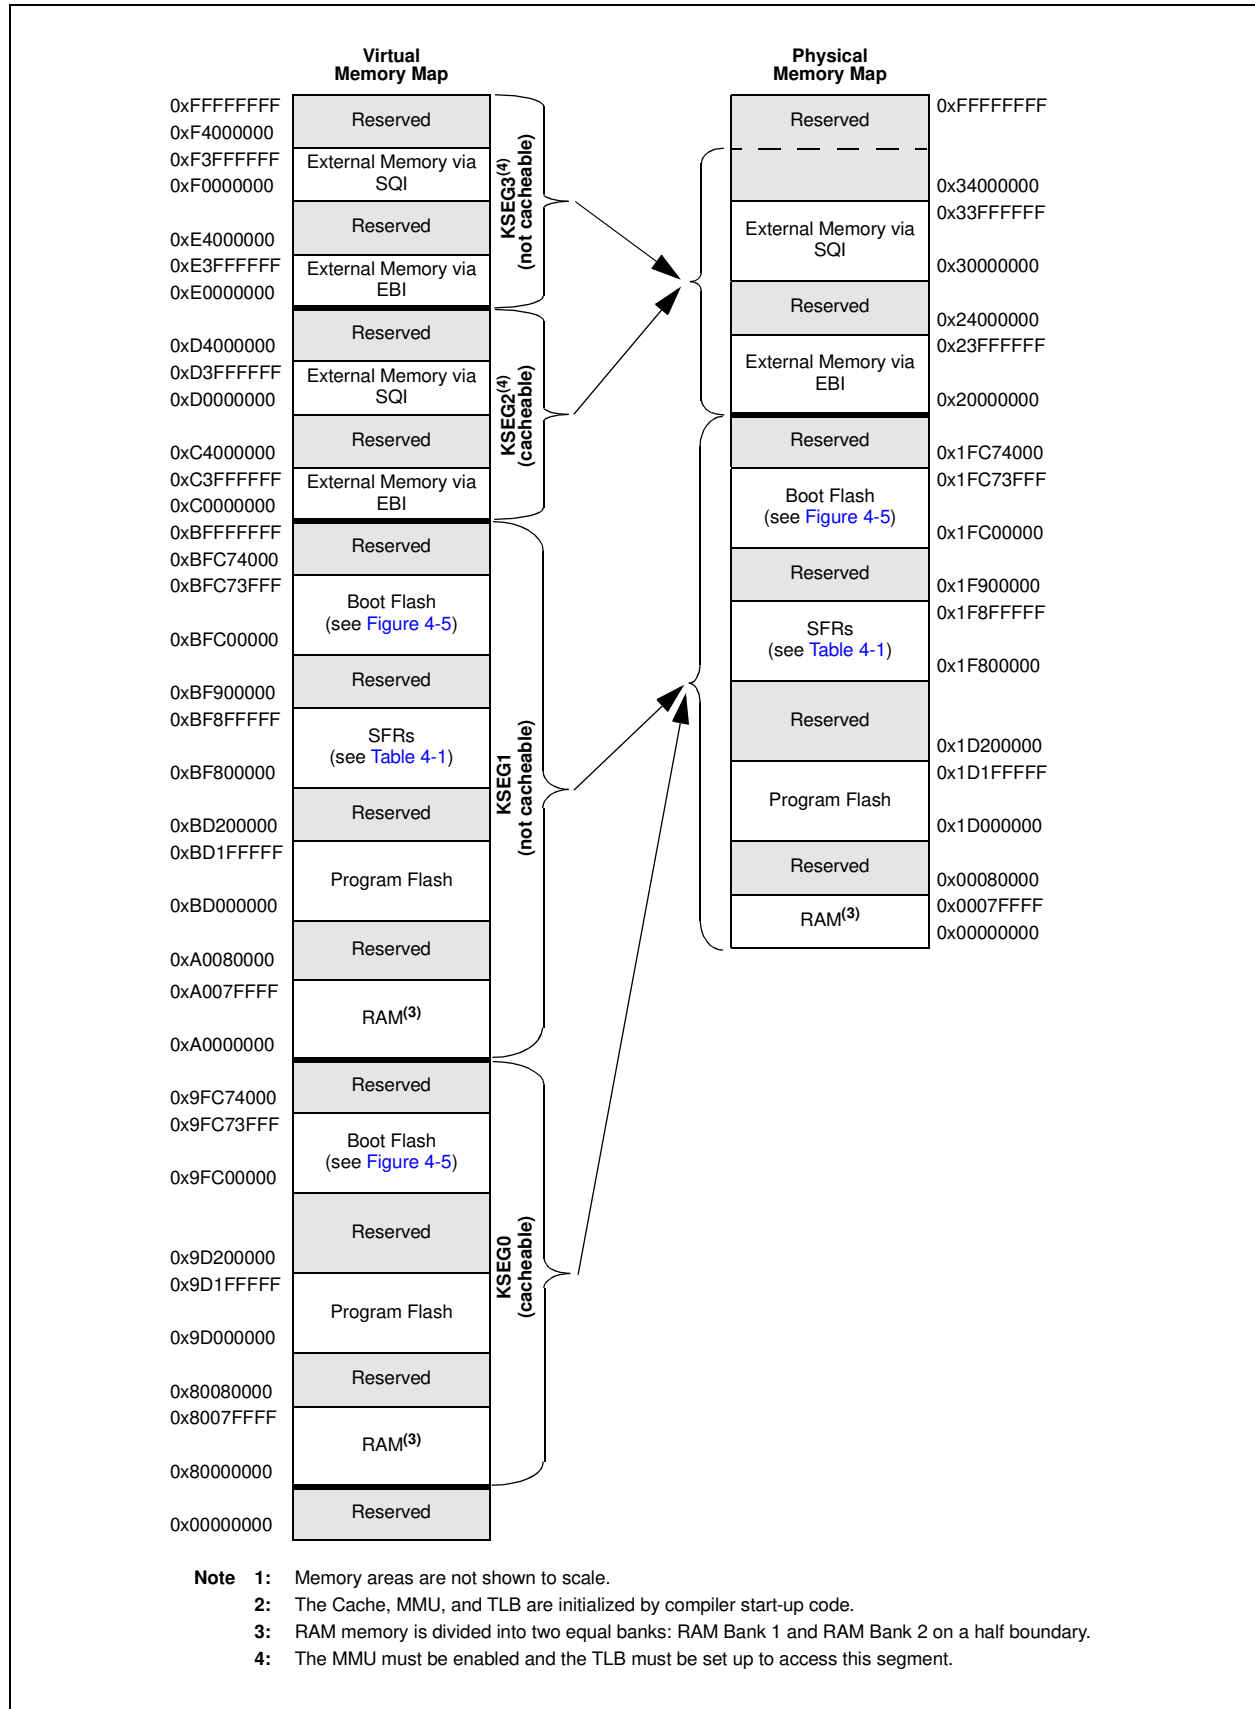 Virtual
Memory Map
0xFFFFFFFF
Reserved
0xF4000000
0xF3FFFFFF
External Memory via
SQI
0xF0000000
Reserved
0xE4000000
0xE3FFFFFF
External Memory via
EBI
0xE0000000
KSEG3(4)
(not cacheable)
Reserved
0xD4000000
0xD3FFFFFF
External Memory via
SQI
0xD0000000
Reserved
0xC4000000
0xC3FFFFFF
External Memory via
EBI
0xC0000000
KSEG2(4)
(cacheable)
0xBFFFFFFF
Reserved
0xBFC74000
0xBFC73FFF
Boot Flash
(see Figure 4-5)
0xBFC00000
Reserved
0xBF900000
0xBF8FFFFF
SFRs
(see Table 4-1)
0xBF800000
Reserved
0xBD200000
0xBD1FFFFF
Program Flash
0xBD000000
Reserved
0xA0080000
0xA007FFFF
RAM(3)
0xA0000000
KSEG1
(not cacheable)
Reserved
0x9FC74000
0x9FC73FFF
Boot Flash
(see Figure 4-5)
0x9FC00000
Reserved
0x9D200000
0x9D1FFFFF
Program Flash
0x9D000000
Reserved
0x80080000
0x8007FFFF
RAM(3)
0x80000000
KSEG0
(cacheable)
Reserved
0x00000000
Physical
Memory Map
0xFFFFFFFF
Reserved
0x34000000
0x33FFFFFF
External Memory via
SQI
0x30000000
Reserved
0x24000000
0x23FFFFFF
External Memory via
EBI
0x20000000
Reserved
0x1FC74000
0x1FC73FFF
Boot Flash
(see Figure 4-5)
0x1FC00000
Reserved
0x1F900000
0x1F8FFFFF
SFRs
(see Table 4-1)
0x1F800000
Reserved
0x1D200000
0x1D1FFFFF
Program Flash
0x1D000000
Reserved
0x00080000
0x0007FFFF
RAM(3)
0x00000000
Note 1: Memory areas are not shown to scale.
2: The Cache, MMU, and TLB are initialized by compiler start-up code.
3: RAM memory is divided into two equal banks: RAM Bank 1 and RAM Bank 2 on a half boundary.
4: The MMU must be enabled and the TLB must be set up to access this segment.